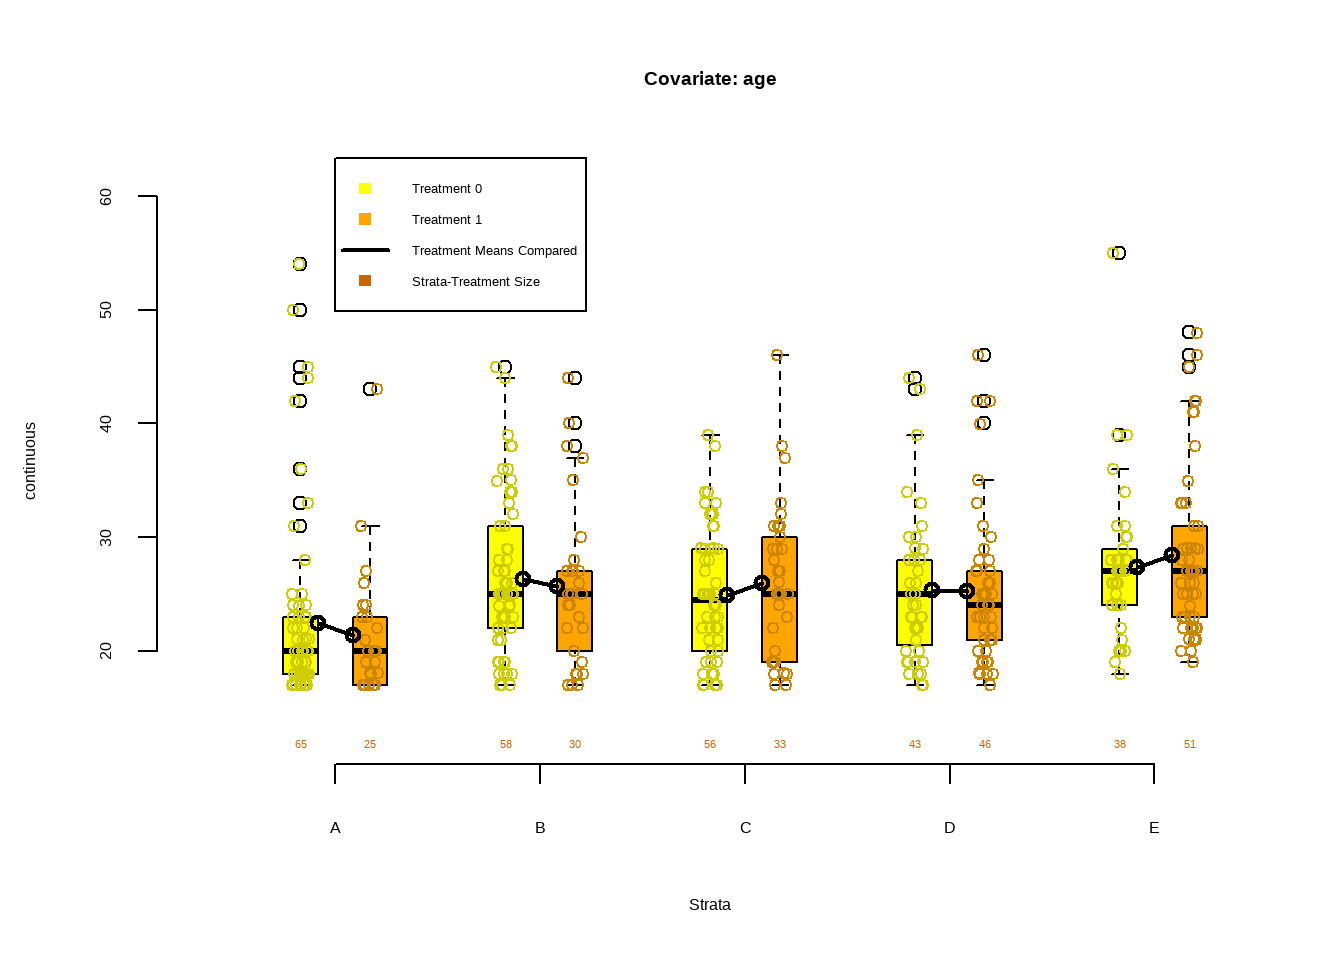 Covariate: age
Treatment 0
Treatment 1
Treatment Means Compared
Strata-Treatment Size
continuous
60
50
40
30
20
65 25 58 30 56 33 43 46 38 51
A B C D E
Strata